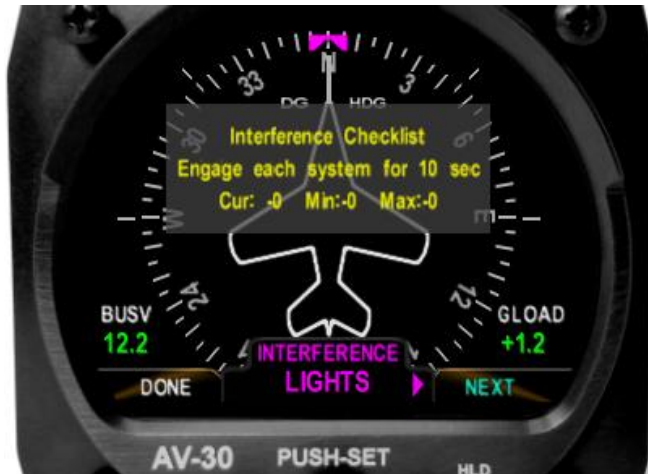 N
33
3
DG HDG
30
6
Interference Checklist
Engage each system for 10 sec
Cur: -0 Min:-0 Max:-0
W
E
24
12
BUSV
12.2
GLOAD
+1.2
INTERFERENCE
LIGHTS
DONE
NEXT
AV-30 PUSH-SET
HLD